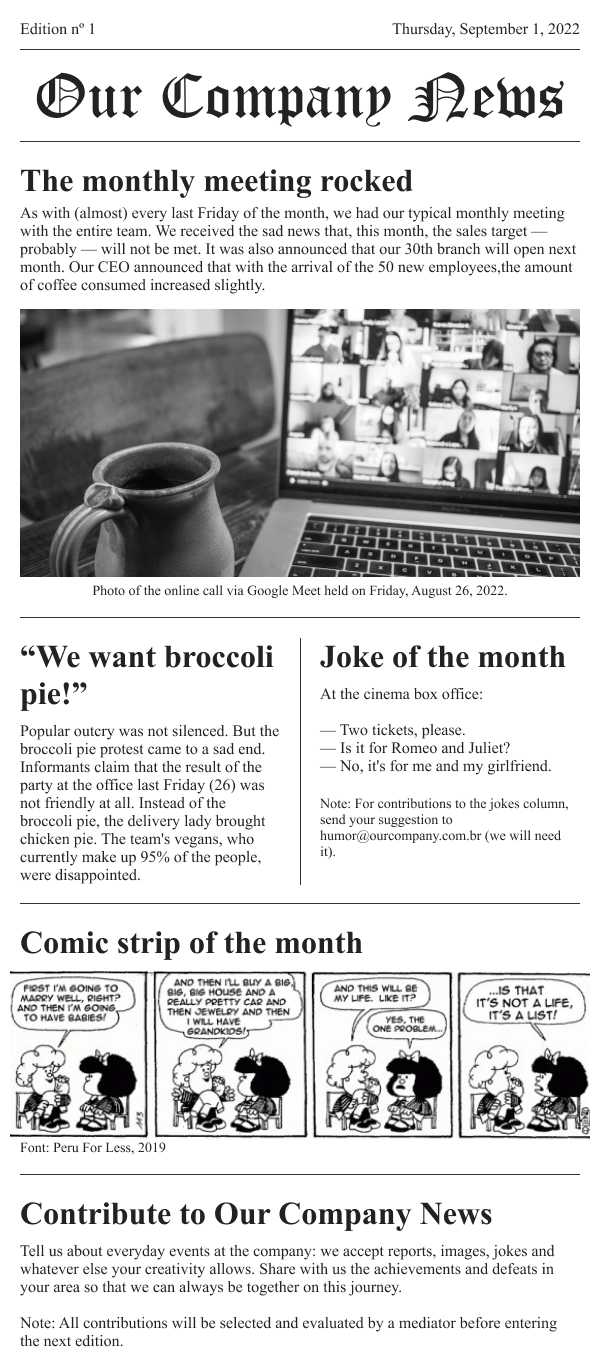 Edition nº 1
Thursday, September 1, 2022
Our Company News
The monthly meeting rocked
As with (almost) every last Friday of the month, we had our typical monthly meeting
with the entire team. We received the sad news that, this month, the sales target —
probably — will not be met. It was also announced that our 30th branch will open next
month. Our CEO announced that with the arrival of the 50 new employees,the amount
of coffee consumed increased slightly.
Photo of the online call via Google Meet held on Friday, August 26, 2022.
“We want broccoli
pie!”
Popular outcry was not silenced. But the
broccoli pie protest came to a sad end.
Informants claim that the result of the
party at the office last Friday (26) was
not friendly at all. Instead of the
broccoli pie, the delivery lady brought
chicken pie. The team's vegans, who
currently make up 95% of the people,
were disappointed.
Joke of the month
At the cinema box office:
— Two tickets, please.
— Is it for Romeo and Juliet?
— No, it's for me and my girlfriend.
Note: For contributions to the jokes column,
send your suggestion to
humor@ourcompany.com.br (we will need
it).
Comic strip of the month
FIRST I'M GOING TO
MARRY WELL, RIGHT?
AND THEN I'M GOING
TO HAVE BABIES!
AND THEN I'LL BUY A BIG,
BIG, BIG HOUSE AND A
REALLY PRETTY CAR AND
THEN JEWELRY AND THEN
I WILL HAVE
GRANDKIDS!
AND THIS WILL BE
MY LIFE. LIKE IT?
YES, THE
ONE PROBLEM...
...IS THAT
IT'S NOT A LIFE,
IT'S A LIST!
Font: Peru For Less, 2019
Contribute to Our Company News
Tell us about everyday events at the company: we accept reports, images, jokes and
whatever else your creativity allows. Share with us the achievements and defeats in
your area so that we can always be together on this journey.
Note: All contributions will be selected and evaluated by a mediator before entering
the next edition.